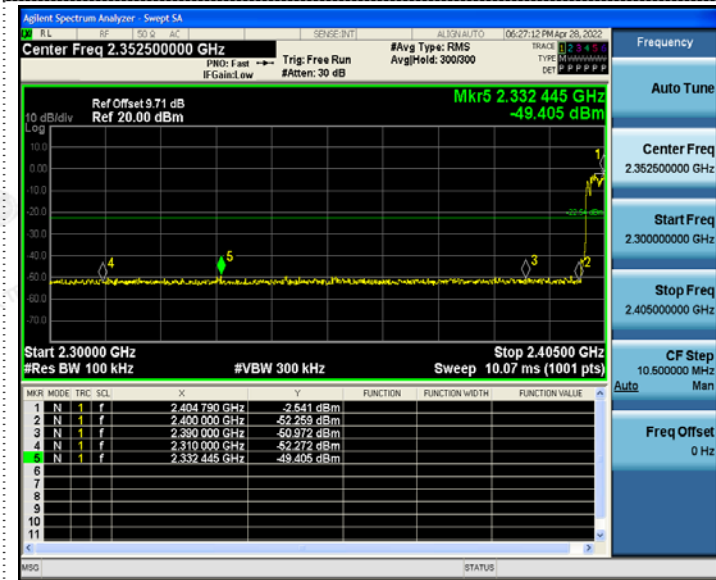 Agilent Spectrum Analyzer - Swept SA
RL RF 50 Ω AC SENSE:INT ALIGN AUTO 06:27:12 PM Apr 28, 2022
Center Freq 2.352500000 GHz #Avg Type: RMS TRACE 1 2 3 4 5 6
PNO: Fast Trig: Free Run Avg|Hold: 300/300 TYPE M
IFGain:Low #Atten: 30 dB DET P P P P P P
Frequency
Mkr5 2.332 445 GHz
Ref Offset 9.71 dB
10 dB/div Ref 20.00 dBm -49.405 dBm
Log
10.0
0.00
-10.0
-20.0
-30.0
-40.0
-50.0
-60.0
-70.0
1
-22.54 dBm
4 5 3 2
Start 2.30000 GHz Stop 2.40500 GHz
#Res BW 100 kHz #VBW 300 kHz Sweep 10.07 ms (1001 pts)
MKR MODE TRC SCL X Y FUNCTION FUNCTION WIDTH FUNCTION VALUE
1 N 1 f 2.404 790 GHz -2.541 dBm
2 N 1 f 2.400 000 GHz -52.259 dBm
3 N 1 f 2.390 000 GHz -50.972 dBm
4 N 1 f 2.310 000 GHz -52.272 dBm
5 N 1 f 2.332 445 GHz -49.405 dBm
6
7
8
9
10
11
MSG STATUS
Auto Tune
Center Freq
2.352500000 GHz
Start Freq
2.300000000 GHz
Stop Freq
2.405000000 GHz
CF Step
10.500000 MHz
Auto Man
Freq Offset
0 Hz